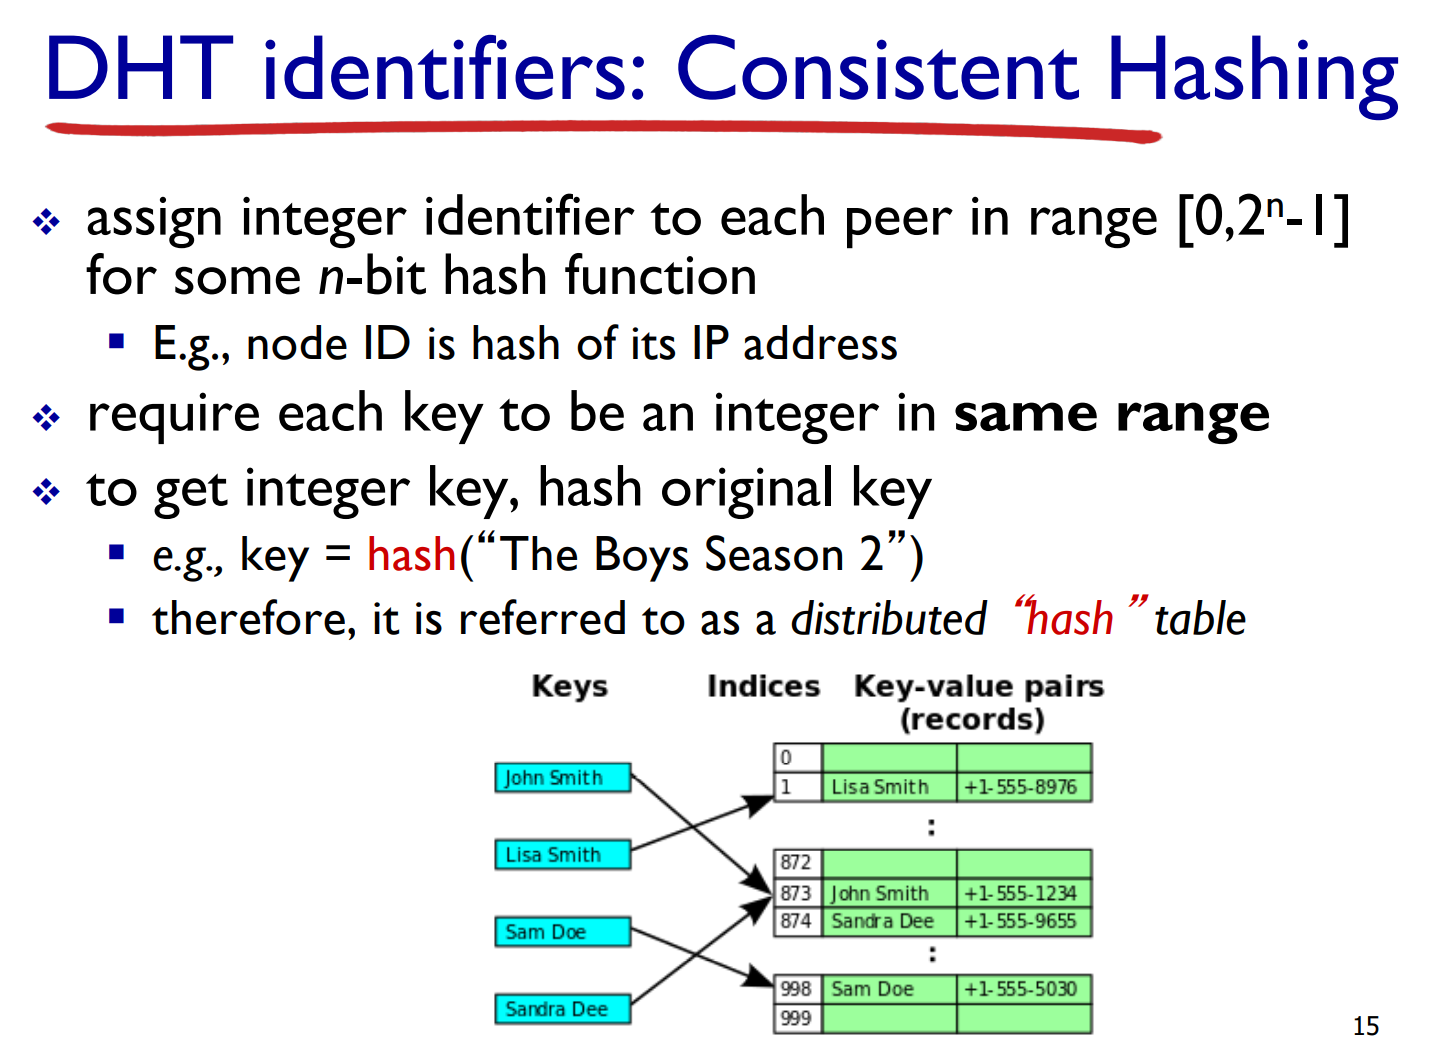 DHT identifiers: Consistent Hashing
❖ assign integer identifier to each peer in range [0,2ⁿ-1]
for some n-bit hash function
▪ E.g., node ID is hash of its IP address
❖ require each key to be an integer in same range
❖ to get integer key, hash original key
▪ e.g., key = hash(“The Boys Season 2”)
▪ therefore, it is referred to as a distributed “hash” table
Keys
John Smith
Lisa Smith
Sam Doe
Sandra Dee
Indices Key-value pairs
(records)
0
1 Lisa Smith +1-555-8976
:
872
873 John Smith +1-555-1234
874 Sandra Dee +1-555-9655
:
998 Sam Doe +1-555-5030
999
15